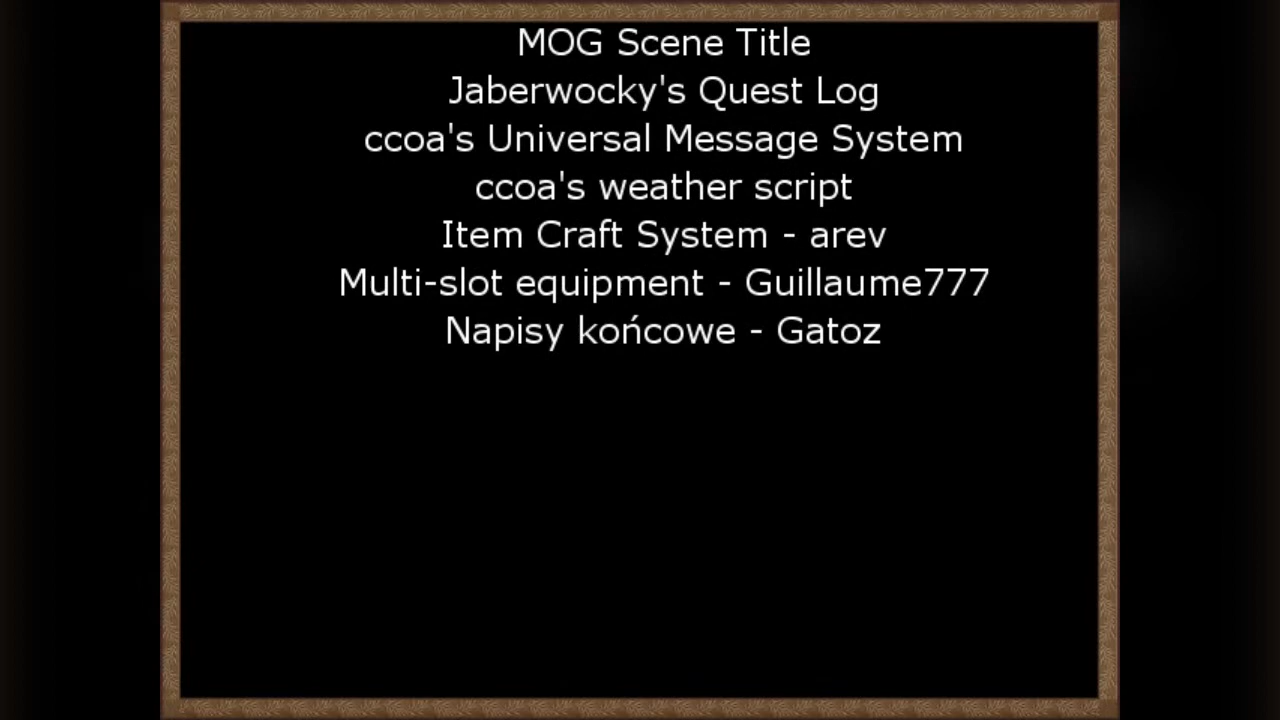 MOG Scene Title
Jaberwocky's Quest Log
ccoa's Universal Message System
ccoa's weather script
Item Craft System - arev
Multi-slot equipment - Guillaume777
Napisy końcowe - Gatoz